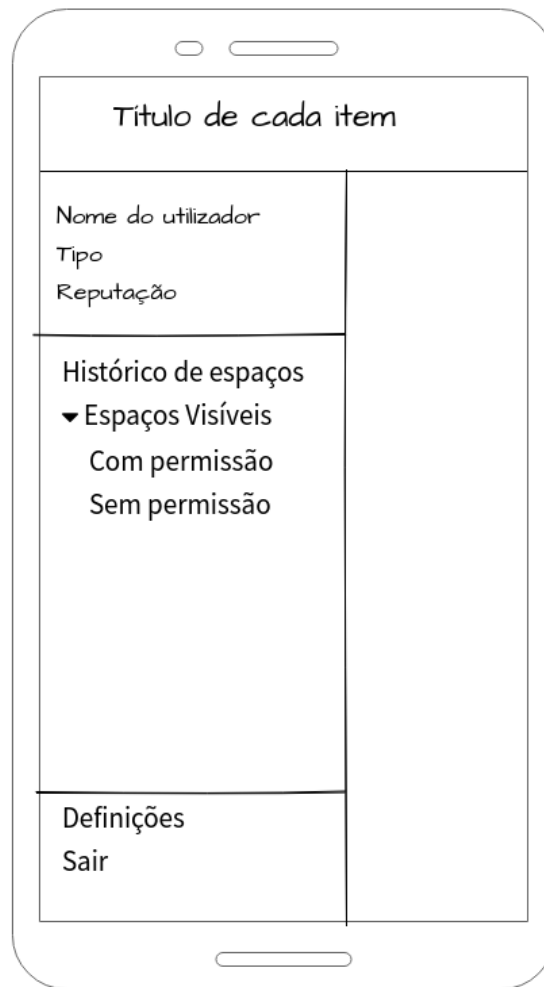 Título de cada item
Nome do utilizador
Tipo
Reputação
Histórico de espaços
Espaços Visíveis
Com permissão
Sem permissão
Definições
Sair